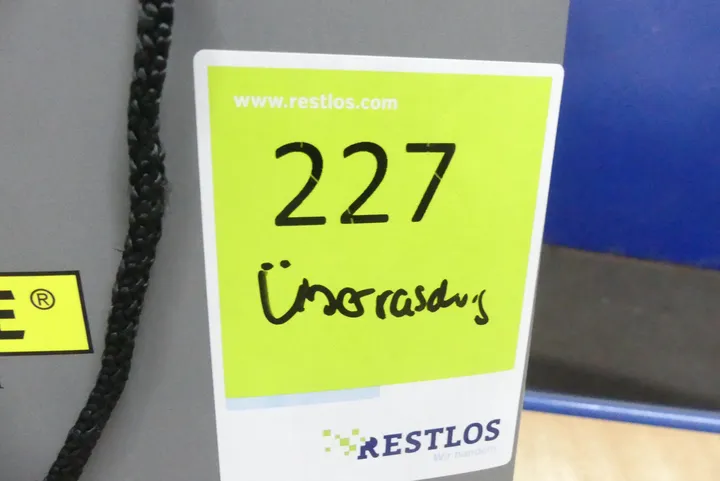 www.restlos.com
227
Überraschung
E®
RESTLOS
Wir handeln.